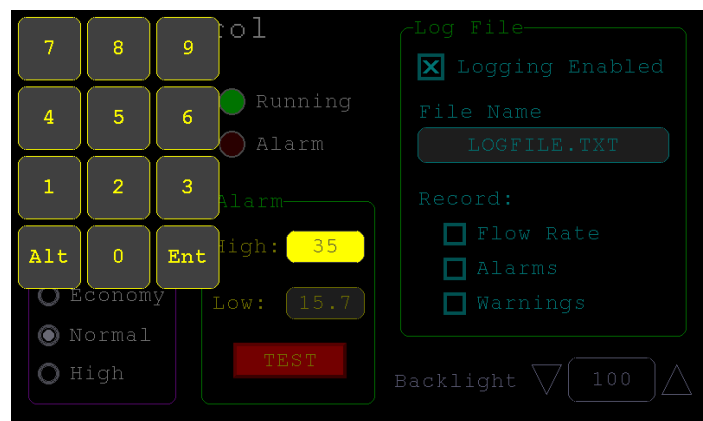 7 8 9
4 5 6
1 2 3
Alt 0 Ent
Running
Alarm
Alarm
High: 35
Low: 15.7
TEST
Economy
Normal
High
Log File
Logging Enabled
File Name
LOGFILE.TXT
Record:
Flow Rate
Alarms
Warnings
Backlight 100